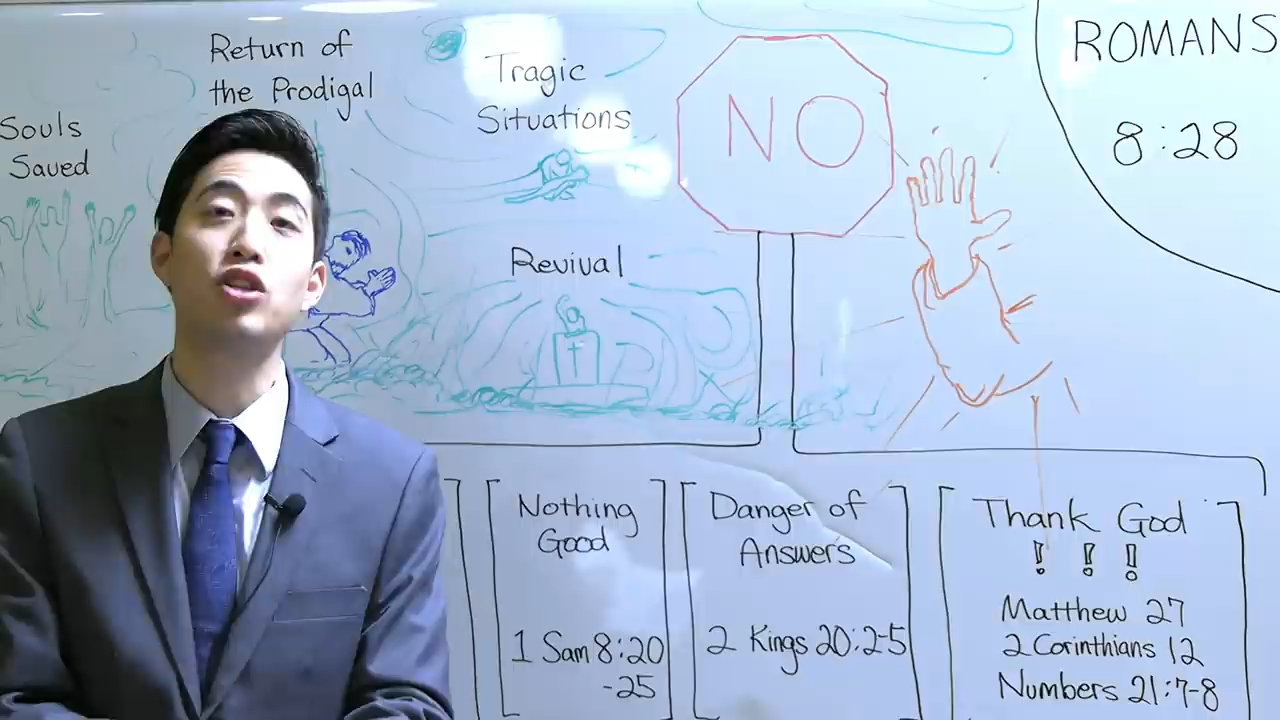 Souls
Saved
Return of
the Prodigal
Tragic
Situations
Revival
NO
ROMANS
8:28
Nothing
Good
1 Sam 8:20
-25
Danger of
Answers
2 Kings 20:2-5
Thank God
! ! !
Matthew 27
2 Corinthians 12
Numbers 21:7-8